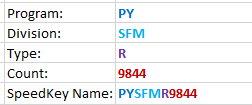 Program: PY
Division: SFM
Type: R
Count: 9844
SpeedKey Name: PYSFMR9844